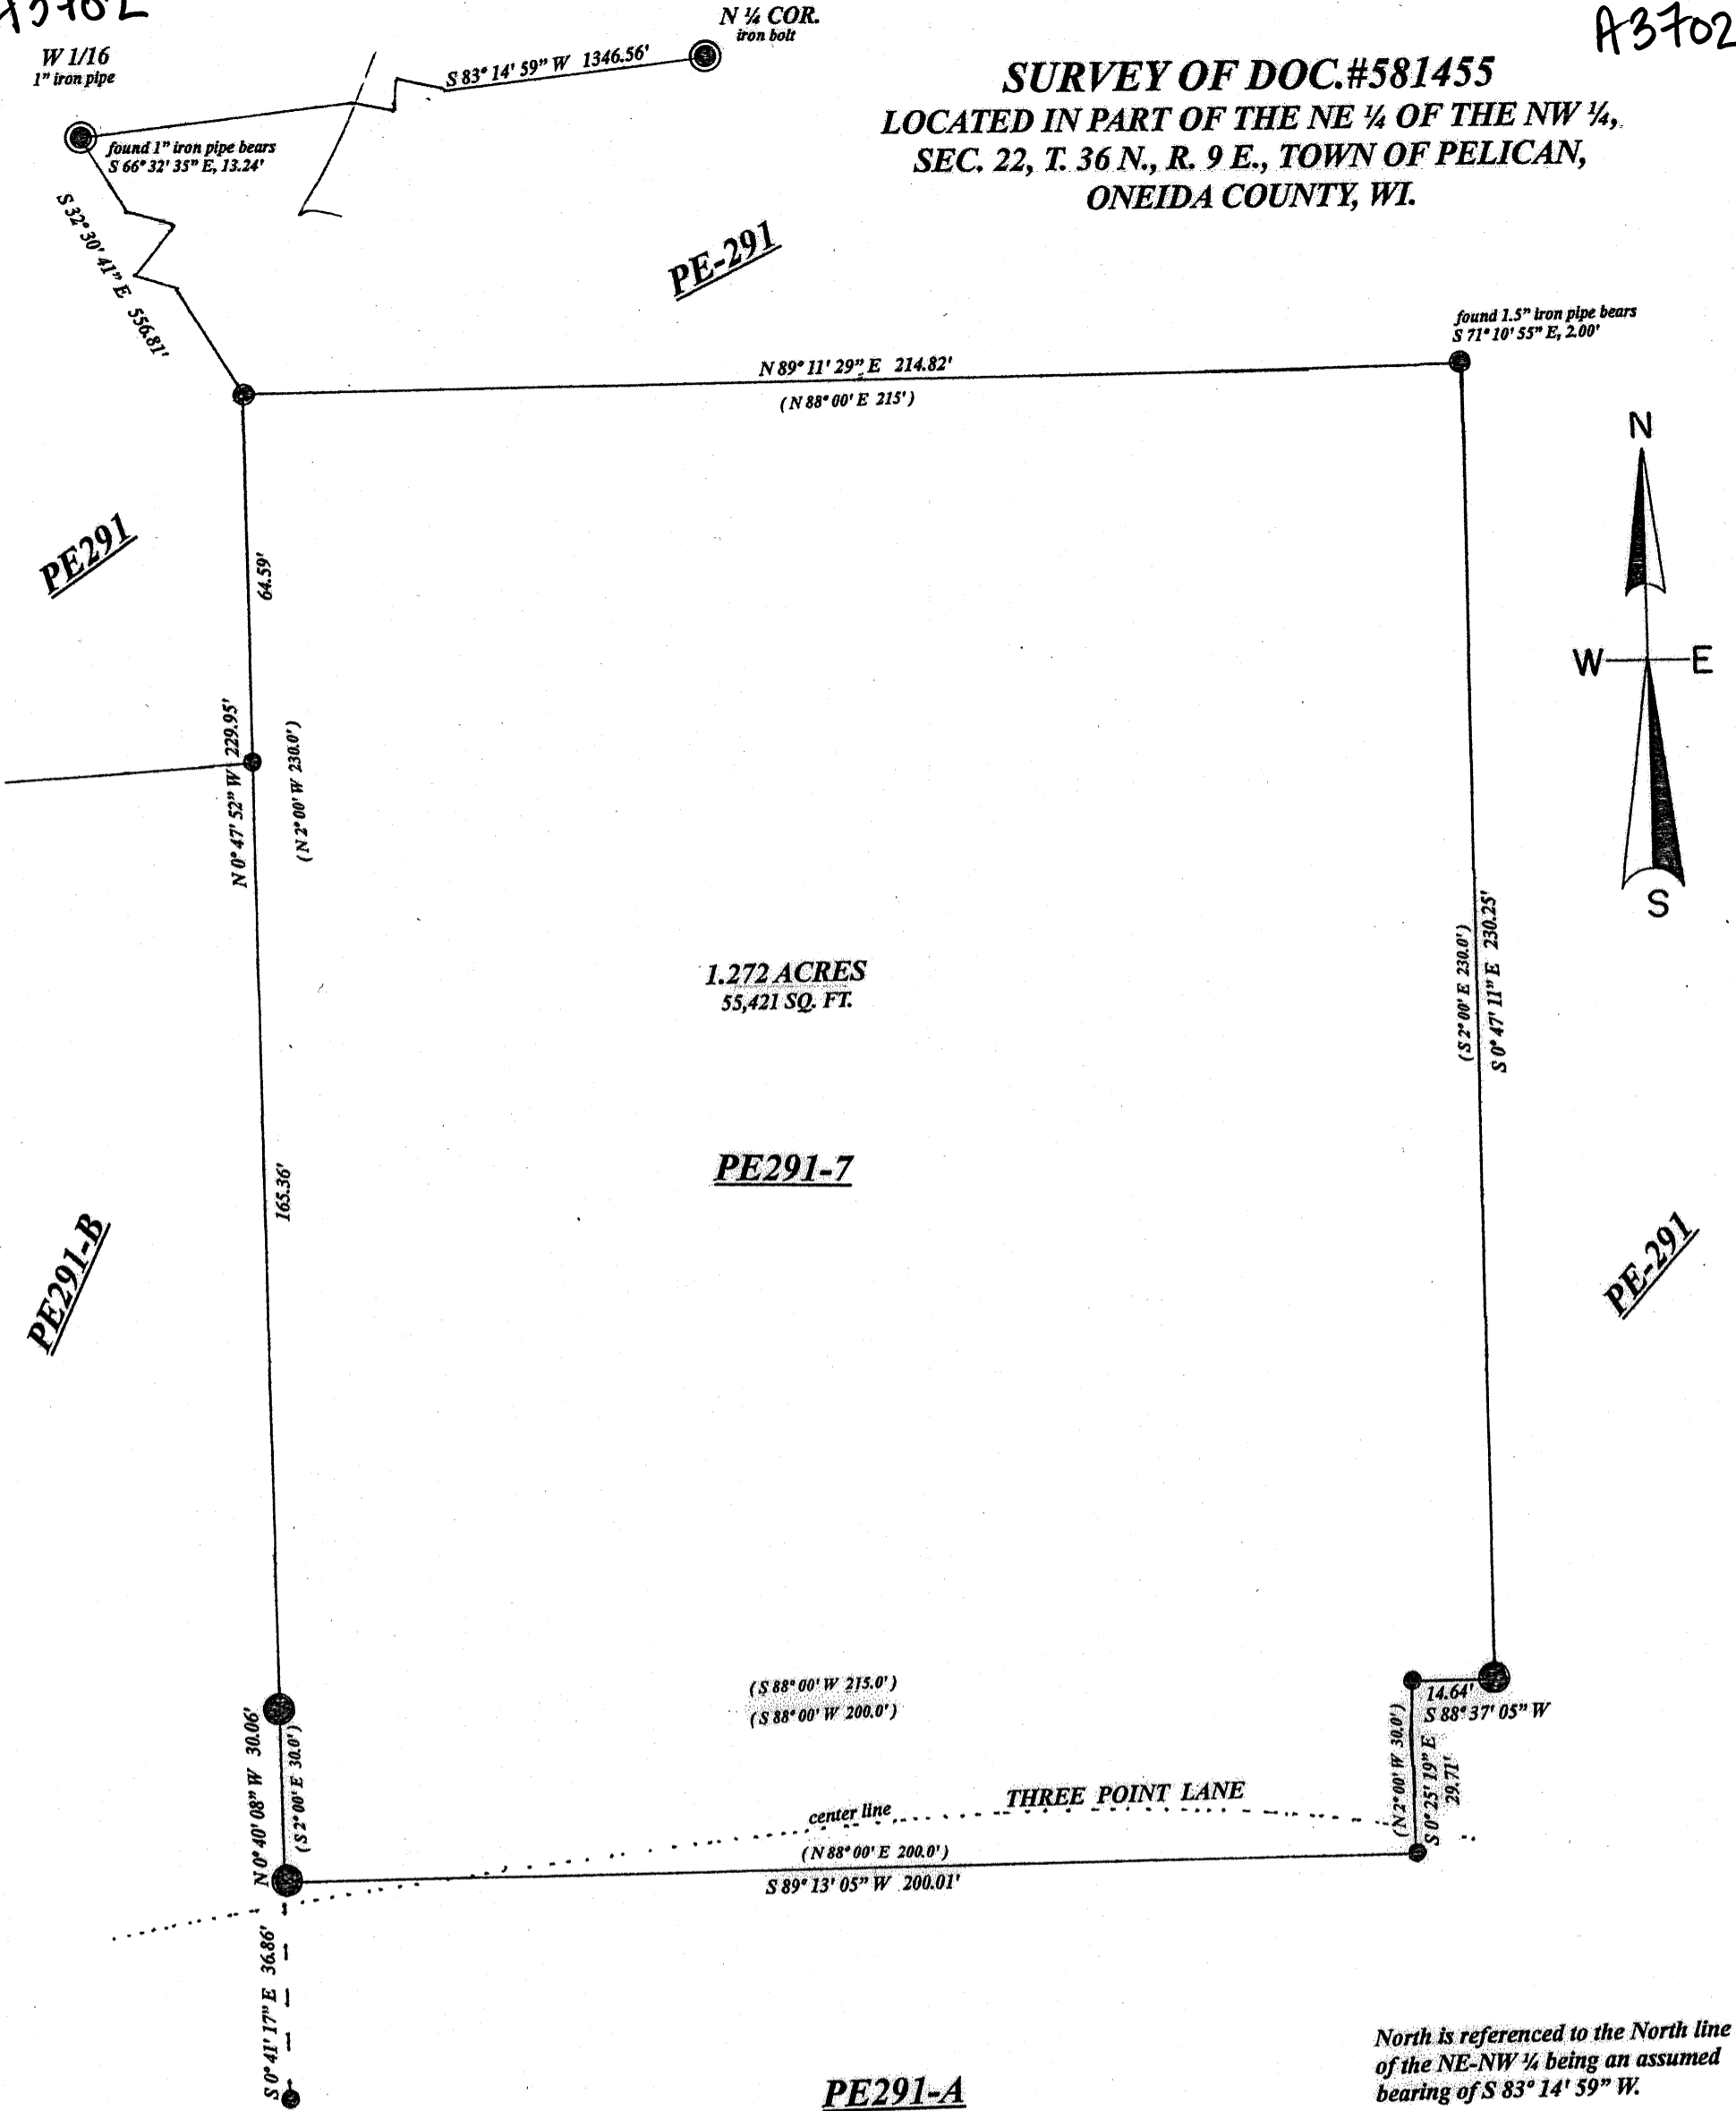 A3702
A3702
N ¼ COR.
iron bolt
W 1/16
1" iron pipe
S 83° 14' 59" W 1346.56'
SURVEY OF DOC.#581455
LOCATED IN PART OF THE NE ¼ OF THE NW ¼,
SEC. 22, T. 36 N., R. 9 E., TOWN OF PELICAN,
ONEIDA COUNTY, WI.
found 1" iron pipe bears
S 66° 32' 35" E, 13.24'
S 32° 30' 41" E 556.81'
PE-291
found 1.5" iron pipe bears
S 71° 10' 55" E, 2.00'
N 89° 11' 29" E 214.82'
(N 88° 00' E 215')
N
W E
S
PE291
64.59'
N 0° 47' 52" W 229.95'
(N 2° 00' W 230.0')
(S 2° 00' E 230.0')
S 0° 47' 11" E 230.25'
1.272 ACRES
55,421 SQ. FT.
PE291-7
165.36'
PE291-B
PE-291
(S 88° 00' W 215.0')
(S 88° 00' W 200.0')
14.64'
S 88° 37' 05" W
N 0° 40' 08" W 30.06'
(S 2° 00' E 30.0')
(N 2° 00' W 30.0')
S 0° 25' 19" E
29.71'
THREE POINT LANE
center line
(N 88° 00' E 200.0')
S 89° 13' 05" W 200.01'
S 0° 41' 17" E 36.86'
PE291-A
North is referenced to the North line
of the NE-NW ¼ being an assumed
bearing of S 83° 14' 59" W.